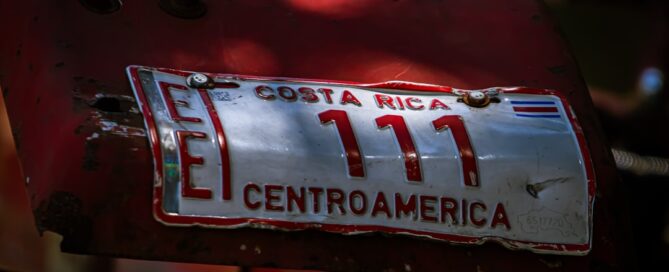 EE
COSTA RICA
111
CENTROAMERICA